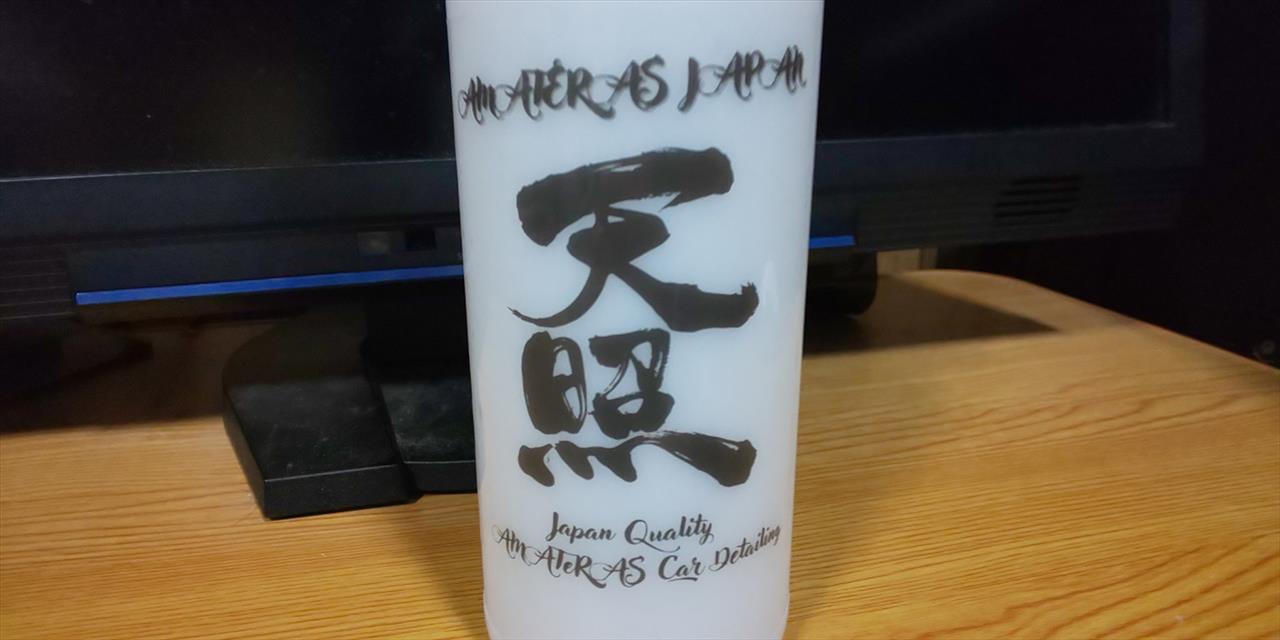 AMATERAS JAPAN
天照
Japan Quality
AMATeRAS Car Detailing